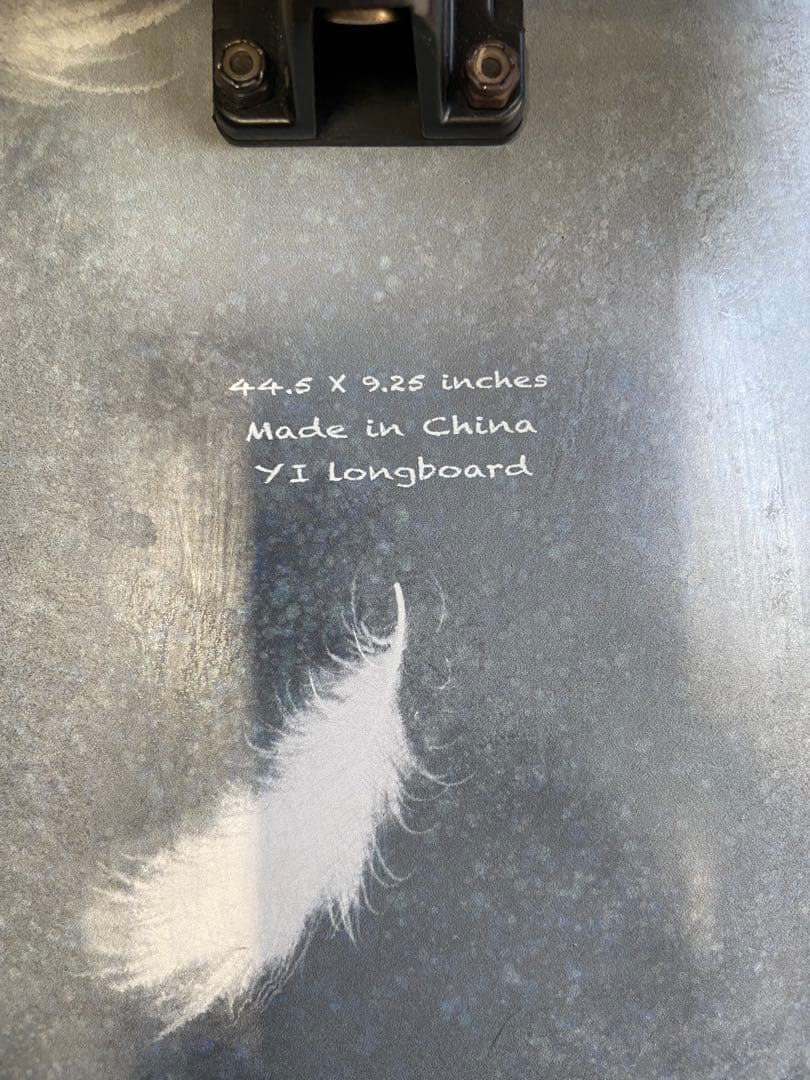 44.5 X 9.25 inches
Made in China
YI longboard